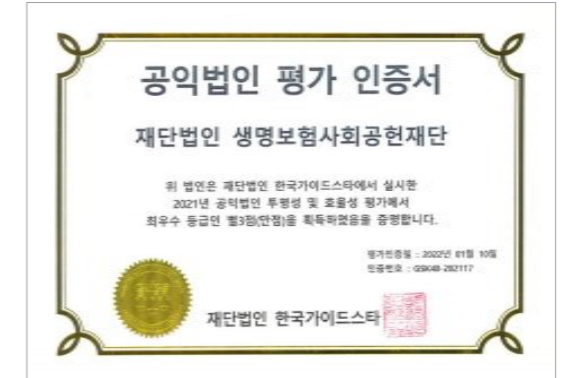 공익법인 평가 인증서
재단법인 생명보험사회공헌재단
위 법인은 재단법인 한국가이드스타에서 실시한
2021년 공익법인 투명성 및 효율성 평가에서
최우수 등급인 별3점(만점)을 획득하였음을 증명합니다.
평가인증일 : 2022년 01월 10일
인증번호 : GSK48-202117
재단법인 한국가이드스타